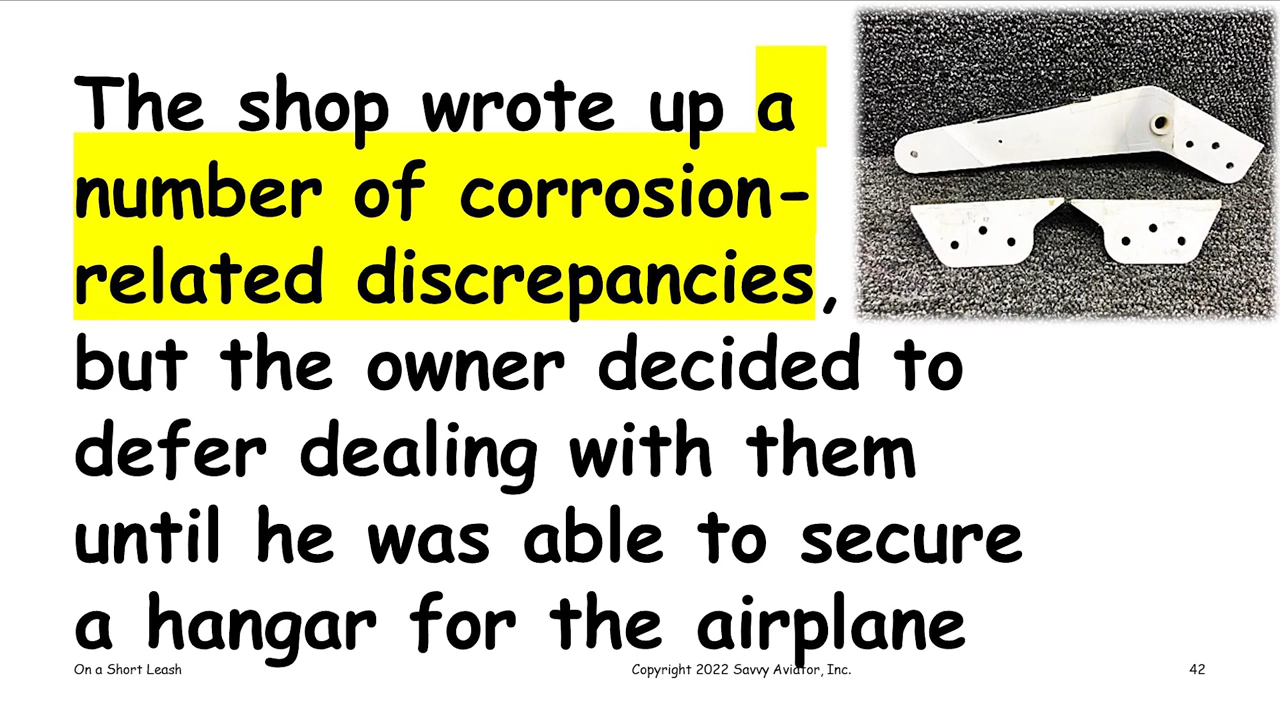 The shop wrote up a
number of corrosion-
related discrepancies,
but the owner decided to
defer dealing with them
until he was able to secure
a hangar for the airplane
On a Short Leash
Copyright 2022 Savvy Aviator, Inc.
42